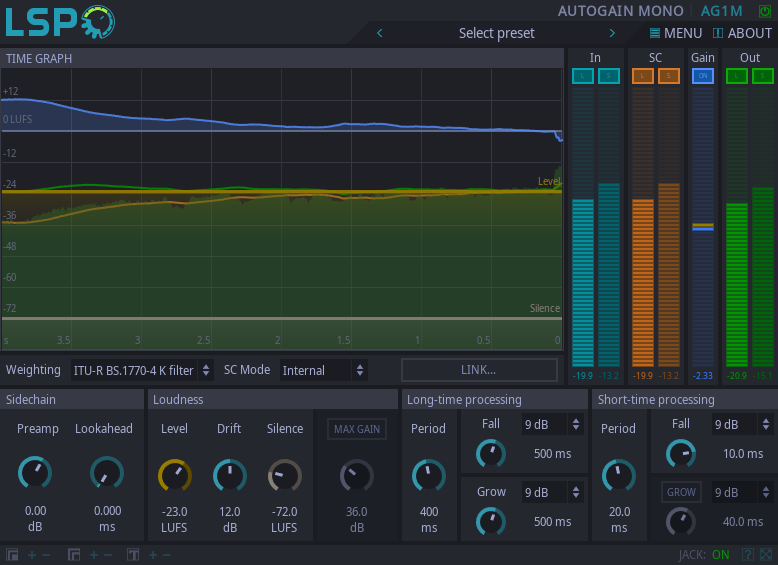 LSP
AUTOGAIN MONO AG1M
Select preset
MENU ABOUT
TIME GRAPH
In SC Gain Out
L S L S ON L S
+12
0 LUFS
-12
-24
Level
-36
-48
-60
-72
Silence
s 3.5 3 2.5 2 1.5 1 0.5 0
-19.9 -13.2 -19.9 -13.2 -2.33 -20.9 -15.1
Weighting ITU-R BS.1770-4 K filter SC Mode Internal LINK...
Sidechain Loudness Long-time processing Short-time processing
Preamp Lookahead Level Drift Silence MAX GAIN Period Fall 9 dB Period Fall 9 dB
500 ms 10.0 ms
Grow 9 dB GROW 9 dB
0.00 0.000 -23.0 12.0 -72.0 36.0 400 20.0
dB ms LUFS dB LUFS dB ms 500 ms ms 40.0 ms
JACK: ON